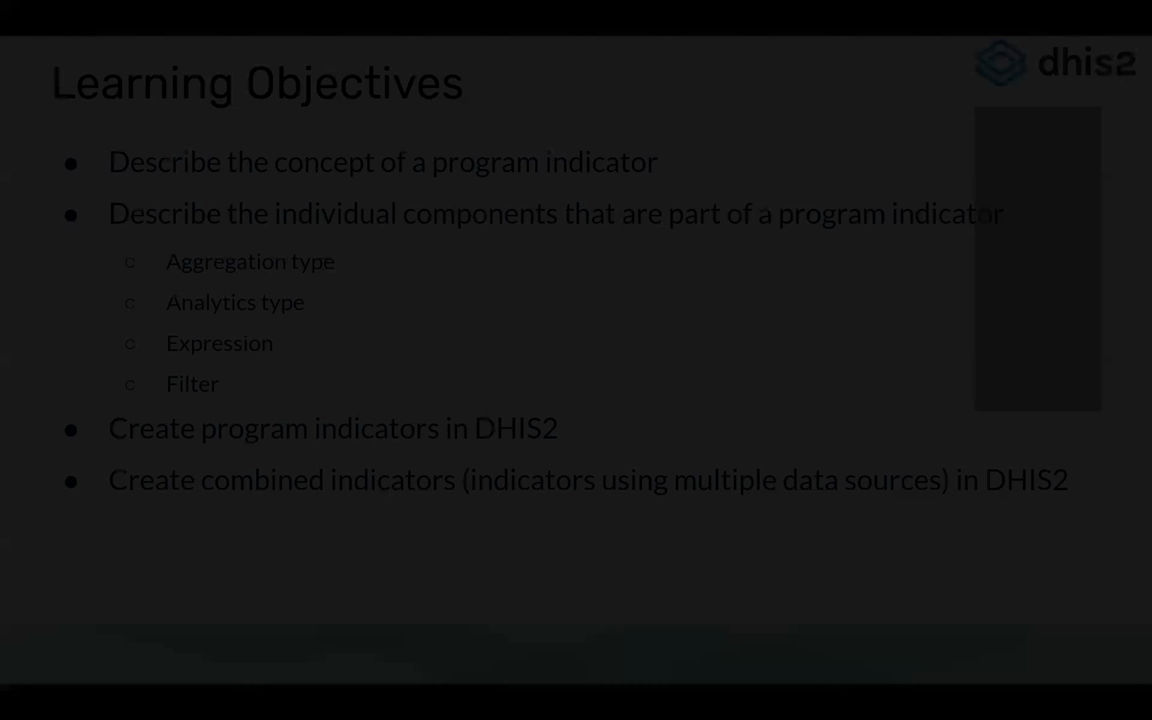 dhis2
Learning Objectives
Describe the concept of a program indicator
Describe the individual components that are part of a program indicator
Aggregation type
Analytics type
Expression
Filter
Create program indicators in DHIS2
Create combined indicators (indicators using multiple data sources) in DHIS2